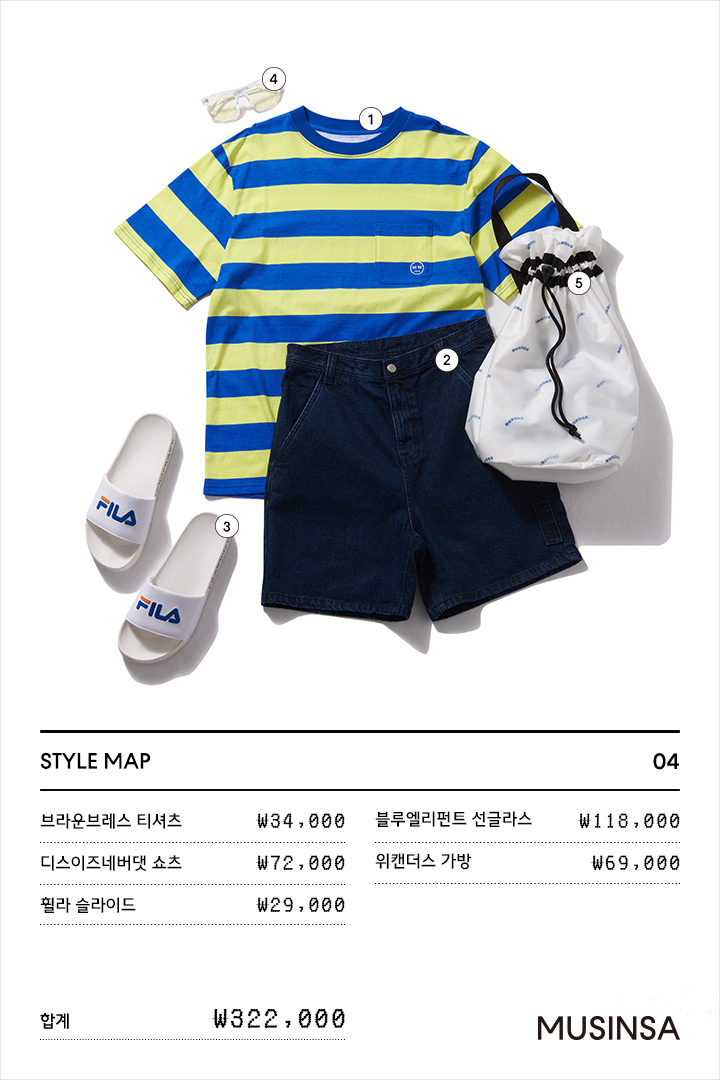 4
1
5
2
FILA
3
FILA
STYLE MAP 04
브라운브레스 티셔츠 ₩34,000
디스이즈네버댓 쇼츠 ₩72,000
휠라 슬라이드 ₩29,000
블루엘리펀트 선글라스 ₩118,000
위캔더스 가방 ₩69,000
합계 ₩322,000
MUSINSA